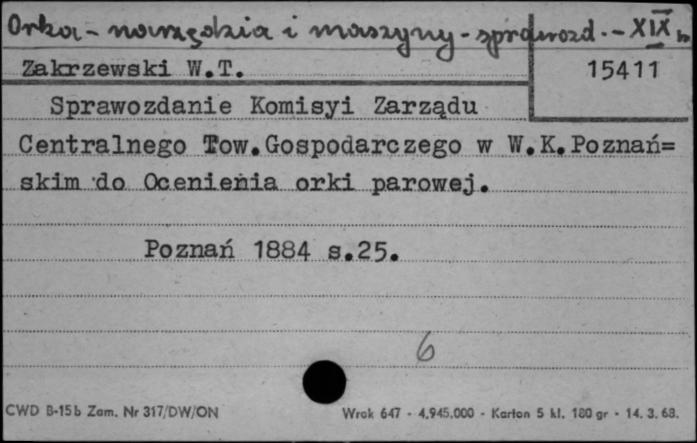 Orka - narzędzia i maszyny - sprawozd. - XIX w
Zakrzewski W.T.
15411
Sprawozdanie Komisyi Zarządu
Centralnego Tow.Gospodarczego w W.K.Poznań=
skim do Ocenienia orki parowej.
Poznań 1884 s.25.
6
CWD B-15b Zam. Nr 317/DW/ON
Wrok 647 - 4.945.000 - Karton 5 kl. 180 gr - 14. 3. 68.